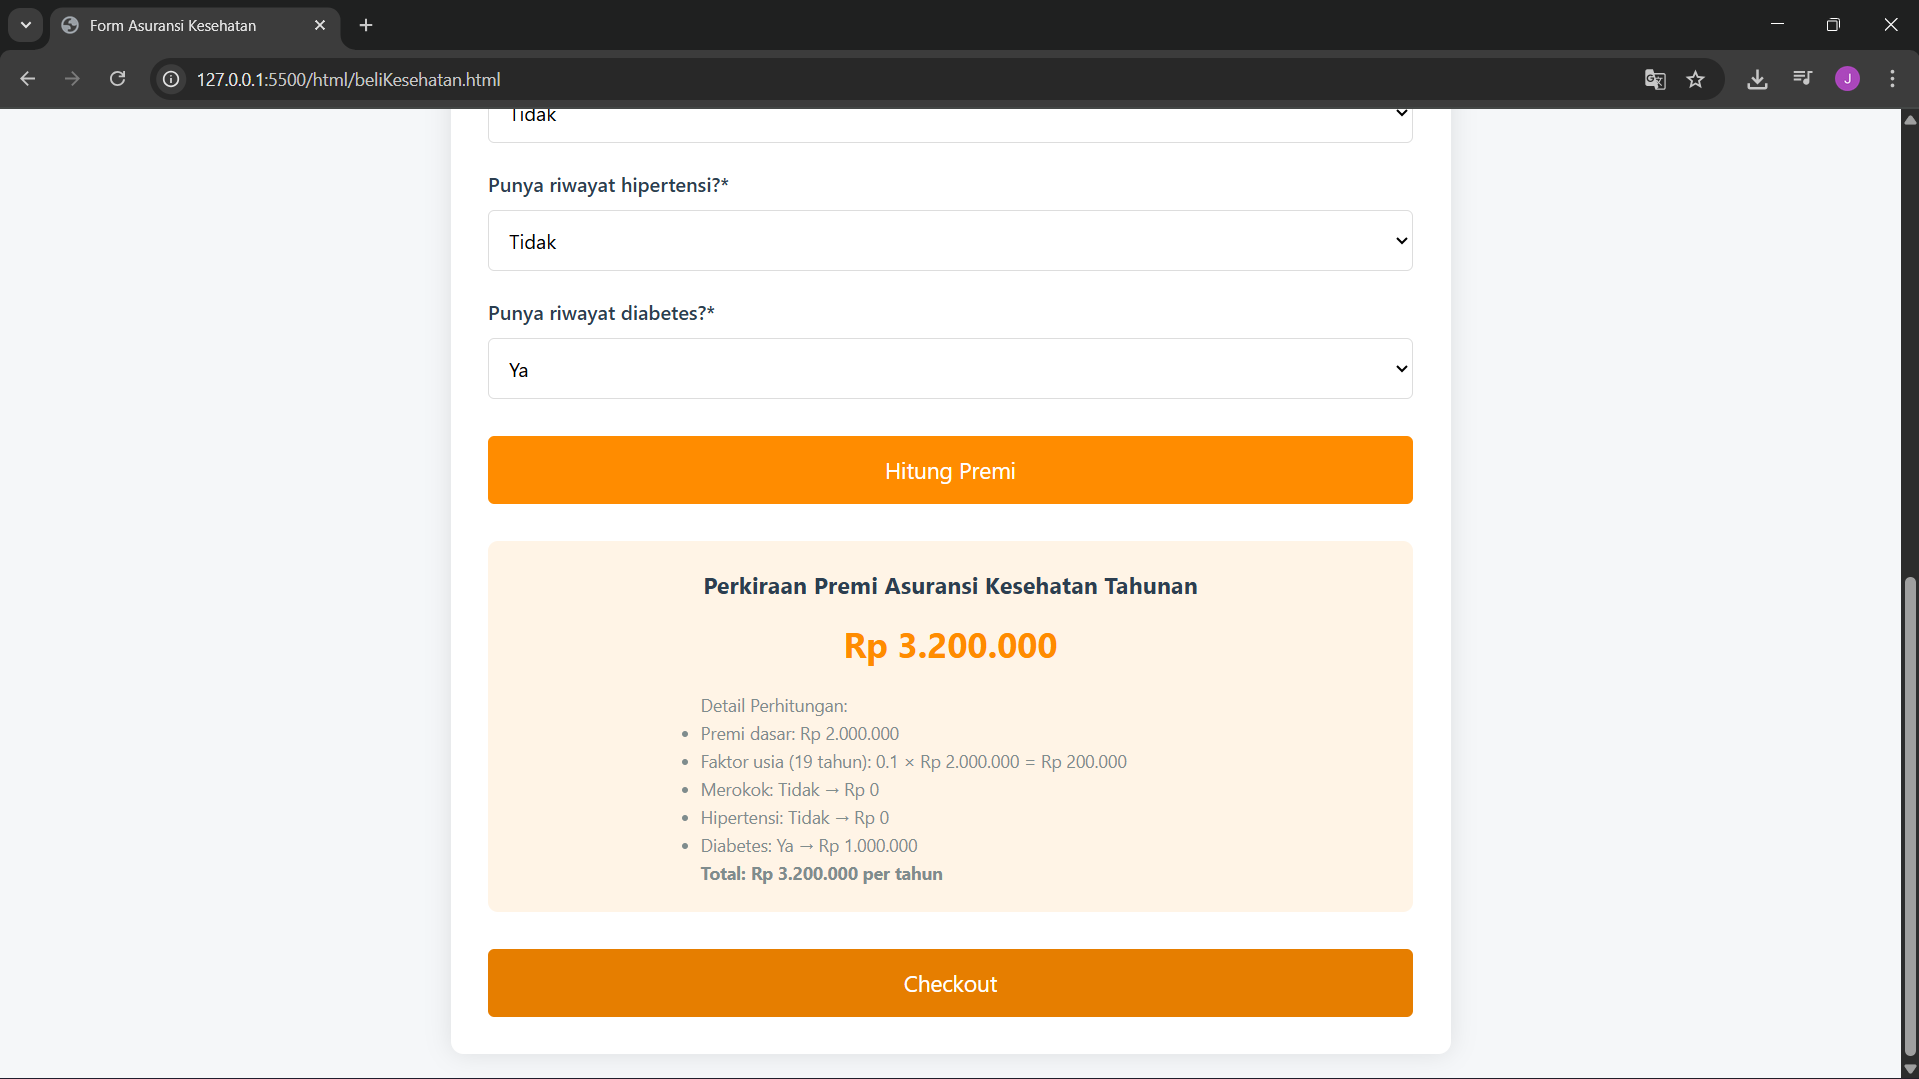 Form Asuransi Kesehatan
127.0.0.1:5500/html/beliKesehatan.html
J
Tidak
Punya riwayat hipertensi?*
Tidak
Punya riwayat diabetes?*
Ya
Hitung Premi
Perkiraan Premi Asuransi Kesehatan Tahunan
Rp 3.200.000
Detail Perhitungan:
• Premi dasar: Rp 2.000.000
• Faktor usia (19 tahun): 0.1 × Rp 2.000.000 = Rp 200.000
• Merokok: Tidak → Rp 0
• Hipertensi: Tidak → Rp 0
• Diabetes: Ya → Rp 1.000.000
Total: Rp 3.200.000 per tahun
Checkout